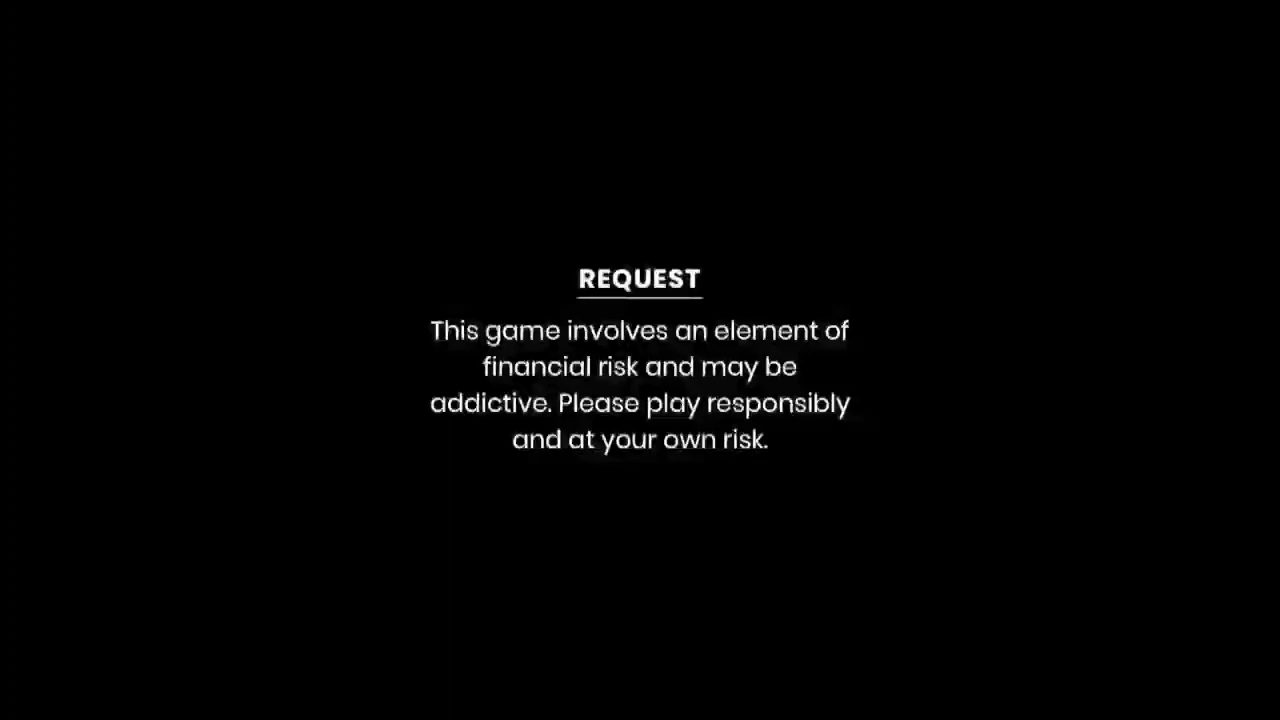 REQUEST
This game involves an element of
financial risk and may be
addictive. Please play responsibly
and at your own risk.